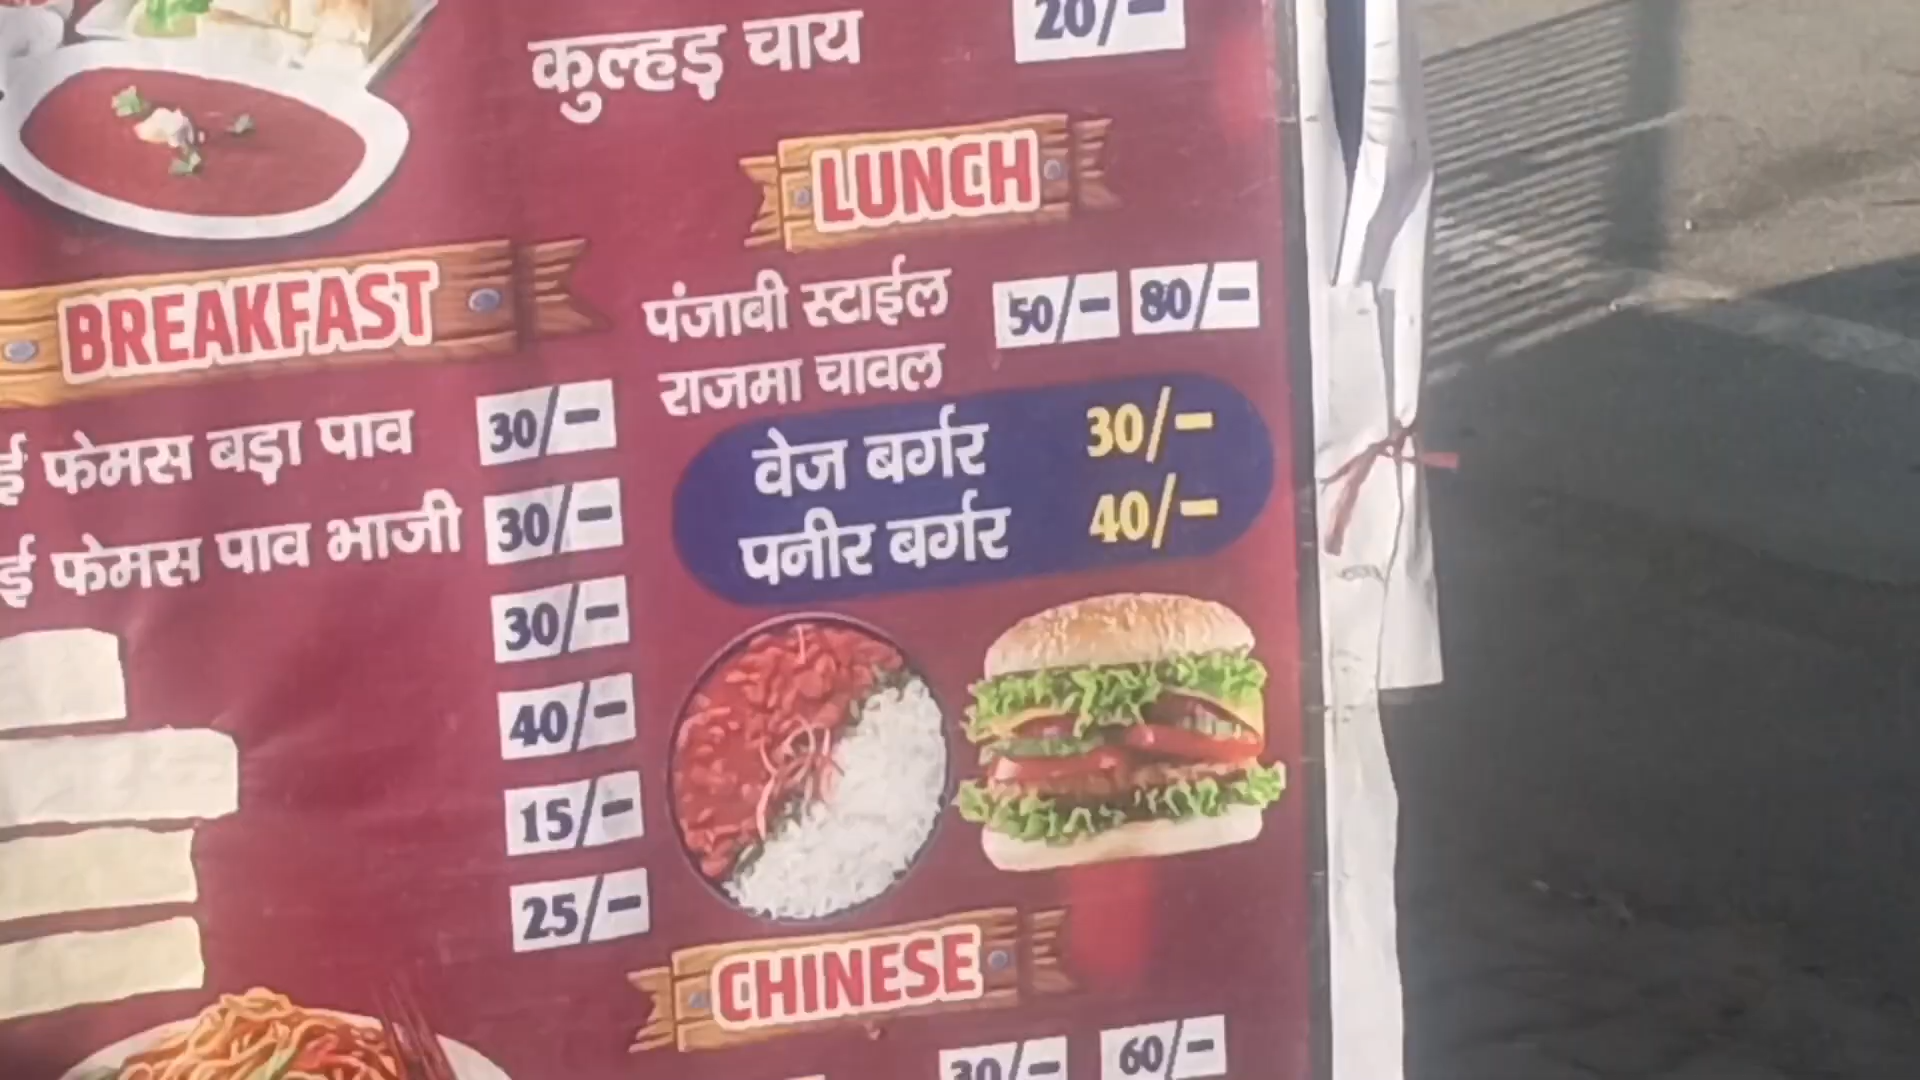 कुल्हड़ चाय 20/-
BREAKFAST
ई फेमस बड़ा पाव 30/-
ई फेमस पाव भाजी 30/-
30/-
40/-
15/-
25/-
LUNCH
पंजाबी स्टाईल 50/- 80/-
राजमा चावल
वेज बर्गर 30/-
पनीर बर्गर 40/-
CHINESE
30/- 60/-